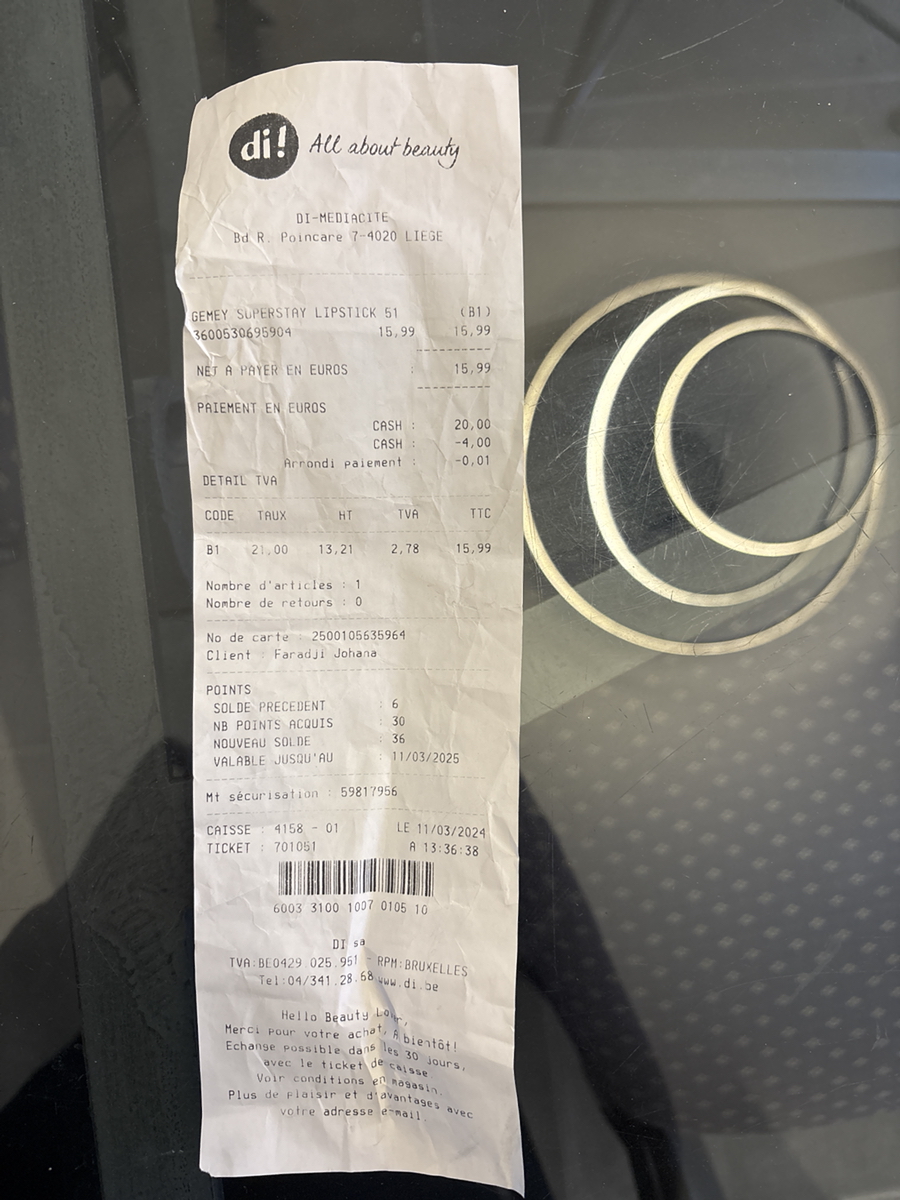 di! All about beauty
DI-MEDIACITE
Bd R. Poincare 7-4020 LIEGE
GEMEY SUPERSTAY LIPSTICK 51 (B1)
3600530695904 15,99 15,99
NET A PAYER EN EUROS : 15,99
PAIEMENT EN EUROS
CASH : 20,00
CASH : -4,00
Arrondi paiement : -0,01
DETAIL TVA
CODE TAUX HT TVA TTC
B1 21,00 13,21 2,78 15,99
Nombre d'articles : 1
Nombre de retours : 0
No de carte : 2500105635964
Client : Faradji Johana
POINTS
SOLDE PRECEDENT : 6
NB POINTS ACQUIS : 30
NOUVEAU SOLDE : 36
VALABLE JUSQU'AU : 11/03/2025
Mt sécurisation : 59817956
CAISSE : 4158 - 01 LE 11/03/2024
TICKET : 701051 A 13:36:38
6003 3100 1007 0105 10
DI sa
TVA:BE0429 025.951 - RPM:BRUXELLES
Tel:04/341.28.68 www.di.be
Hello Beauty Lover,
Merci pour votre achat, A bientôt!
Echange possible dans les 30 jours,
avec le ticket de caisse
Voir conditions en magasin.
Plus de plaisir et d'avantages avec
votre adresse e-mail.